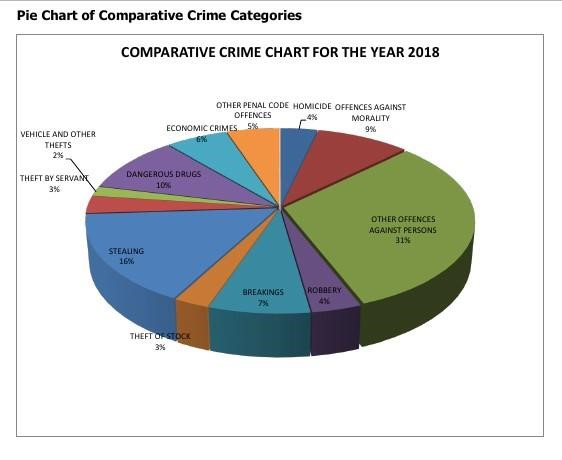 Pie Chart of Comparative Crime Categories
COMPARATIVE CRIME CHART FOR THE YEAR 2018
OTHER PENAL CODE
OFFENCES
5%
HOMICIDE
4%
OFFENCES AGAINST
MORALITY
9%
ECONOMIC CRIMES
6%
VEHICLE AND OTHER
THEFTS
2%
THEFT BY SERVANT
3%
DANGEROUS DRUGS
10%
OTHER OFFENCES
AGAINST PERSONS
31%
STEALING
16%
BREAKINGS
7%
ROBBERY
4%
THEFT OF STOCK
3%